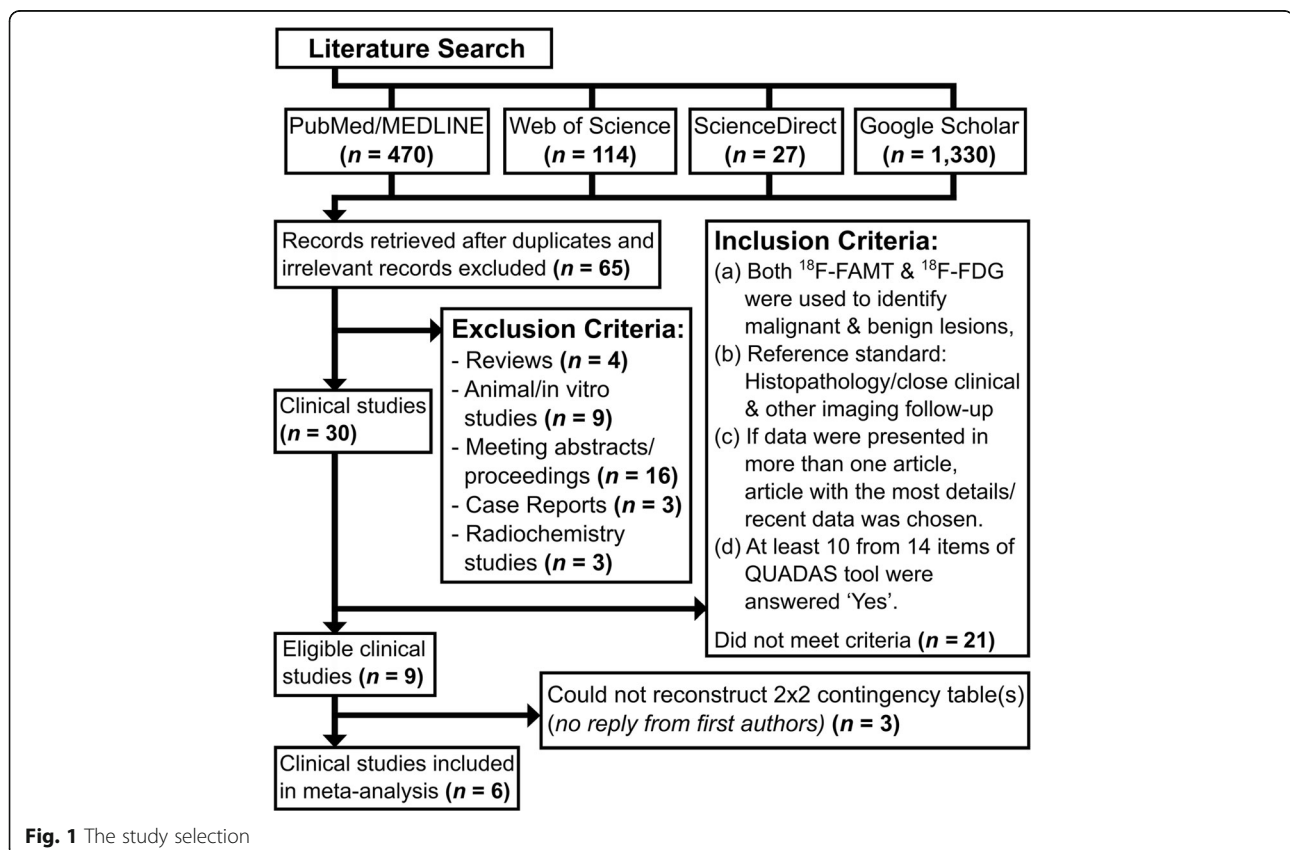 Literature Search
PubMed/MEDLINE
(n = 470)
Web of Science
(n = 114)
ScienceDirect
(n = 27)
Google Scholar
(n = 1,330)
Records retrieved after duplicates and
irrelevant records excluded (n = 65)
Exclusion Criteria:
- Reviews (n = 4)
- Animal/in vitro
studies (n = 9)
- Meeting abstracts/
proceedings (n = 16)
- Case Reports (n = 3)
- Radiochemistry
studies (n = 3)
Clinical studies
(n = 30)
Inclusion Criteria:
(a) Both ¹⁸F-FAMT & ¹⁸F-FDG
were used to identify
malignant & benign lesions,
(b) Reference standard:
Histopathology/close clinical
& other imaging follow-up
(c) If data were presented in
more than one article,
article with the most details/
recent data was chosen.
(d) At least 10 from 14 items of
QUADAS tool were
answered ‘Yes’.
Did not meet criteria (n = 21)
Eligible clinical
studies (n = 9)
Could not reconstruct 2x2 contingency table(s)
(no reply from first authors) (n = 3)
Clinical studies included
in meta-analysis (n = 6)
Fig. 1 The study selection